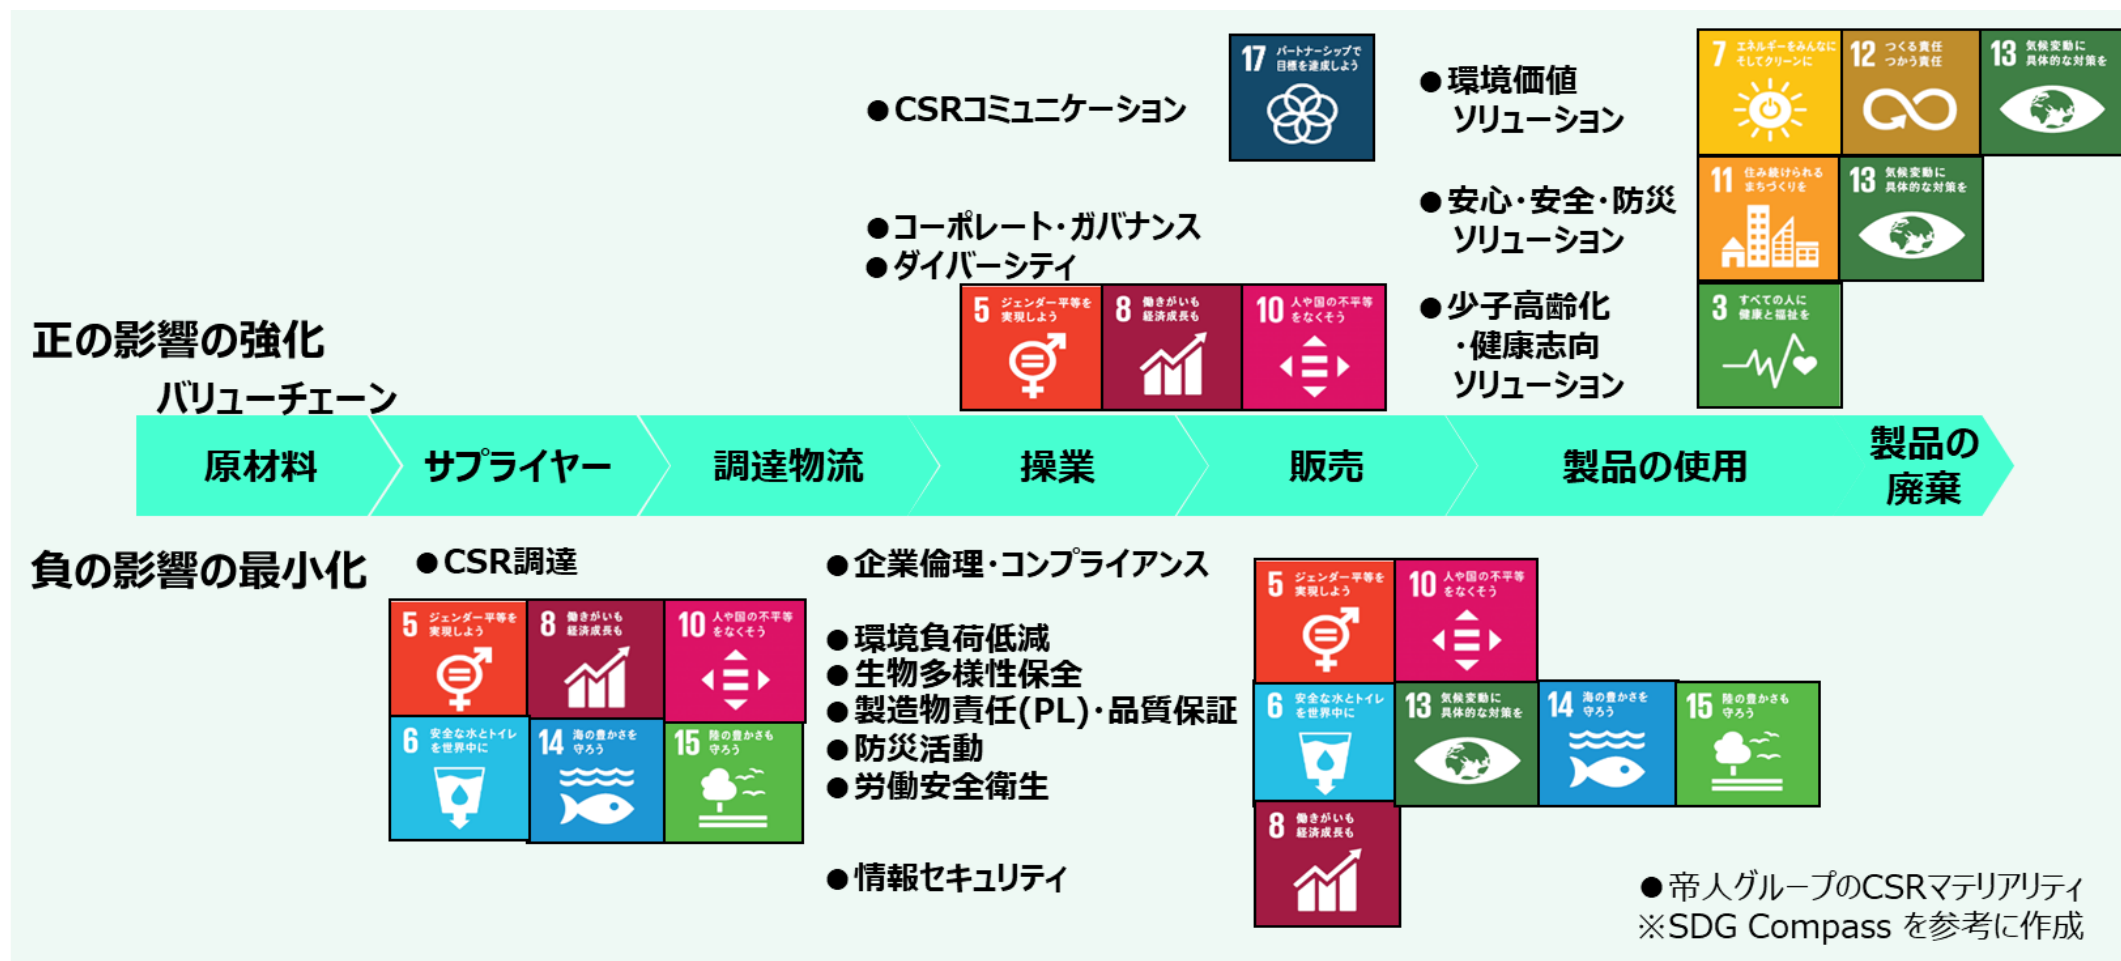 ●CSRコミュニケーション
17 パートナーシップで
目標を達成しよう
●環境価値
ソリューション
7 エネルギーをみんなに
そしてクリーンに
12 つくる責任
つかう責任
13 気候変動に
具体的な対策を
●コーポレート・ガバナンス
●ダイバーシティ
5 ジェンダー平等を
実現しよう
8 働きがいも
経済成長も
10 人や国の不平等
をなくそう
●安心・安全・防災
ソリューション
11 住み続けられる
まちづくりを
13 気候変動に
具体的な対策を
●少子高齢化
・健康志向
ソリューション
3 すべての人に
健康と福祉を
正の影響の強化
バリューチェーン
原材料
サプライヤー
調達物流
操業
販売
製品の使用
製品の
廃棄
負の影響の最小化
●CSR調達
5 ジェンダー平等を
実現しよう
8 働きがいも
経済成長も
10 人や国の不平等
をなくそう
6 安全な水とトイレ
を世界中に
14 海の豊かさを
守ろう
15 陸の豊かさも
守ろう
●企業倫理・コンプライアンス
●環境負荷低減
●生物多様性保全
●製造物責任(PL)・品質保証
●防災活動
●労働安全衛生
●情報セキュリティ
5 ジェンダー平等を
実現しよう
10 人や国の不平等
をなくそう
6 安全な水とトイレ
を世界中に
13 気候変動に
具体的な対策を
14 海の豊かさを
守ろう
15 陸の豊かさも
守ろう
8 働きがいも
経済成長も
●帝人グループのCSRマテリアリティ
※SDG Compass を参考に作成